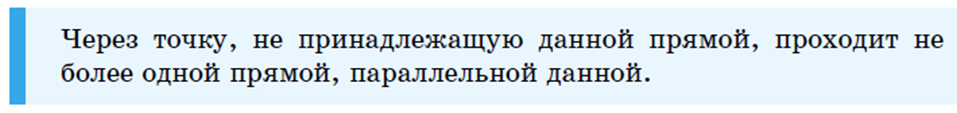 Через точку, не принадлежащую данной прямой, проходит не
более одной прямой, параллельной данной.